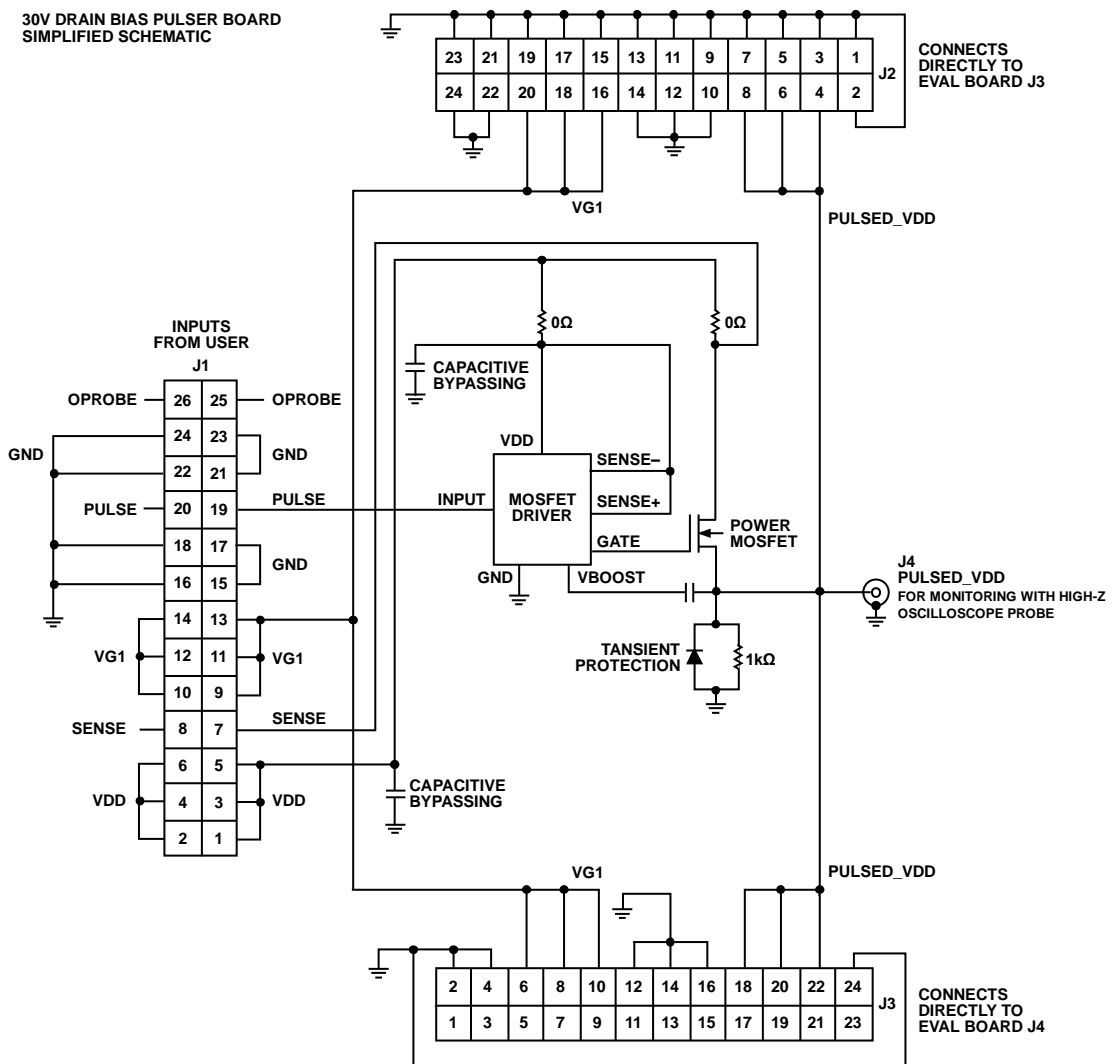 30V DRAIN BIAS PULSER BOARD
SIMPLIFIED SCHEMATIC
23 21 19 17 15 13 11 9 7 5 3 1
24 22 20 18 16 14 12 10 8 6 4 2
J2
CONNECTS
DIRECTLY TO
EVAL BOARD J3
VG1
PULSED_VDD
0Ω
0Ω
CAPACITIVE
BYPASSING
INPUTS
FROM USER
J1
OPROBE 26 25 OPROBE
24 23
GND
GND
22 21
PULSE 20 19 PULSE
18 17
GND
16 15
14 13
VG1 12 11 VG1
10 9
SENSE 8 7 SENSE
6 5
VDD 4 3 VDD
2 1
VDD
SENSE–
INPUT
MOSFET
DRIVER
SENSE+
GATE
GND
VBOOST
POWER
MOSFET
J4
PULSED_VDD
FOR MONITORING WITH HIGH-Z
OSCILLOSCOPE PROBE
TANSIENT
PROTECTION
1kΩ
CAPACITIVE
BYPASSING
VG1
PULSED_VDD
2 4 6 8 10 12 14 16 18 20 22 24
1 3 5 7 9 11 13 15 17 19 21 23
J3
CONNECTS
DIRECTLY TO
EVAL BOARD J4